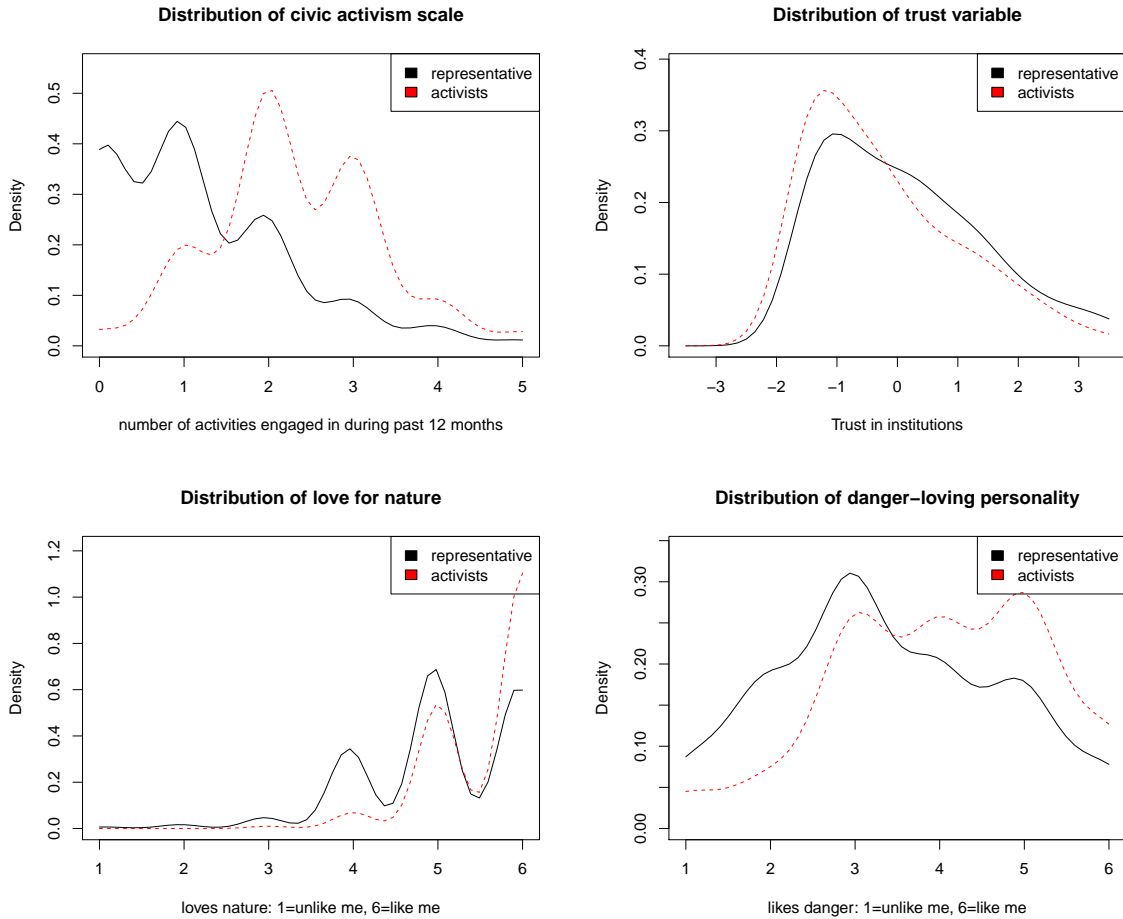 Distribution of civic activism scale
Density
0.0 0.1 0.2 0.3 0.4 0.5
representative
activists
0 1 2 3 4 5
number of activities engaged in during past 12 months
Distribution of trust variable
Density
0.0 0.1 0.2 0.3 0.4
representative
activists
−3 −2 −1 0 1 2 3
Trust in institutions
Distribution of love for nature
Density
0.0 0.2 0.4 0.6 0.8 1.0 1.2
representative
activists
1 2 3 4 5 6
loves nature: 1=unlike me, 6=like me
Distribution of danger−loving personality
Density
0.00 0.10 0.20 0.30
representative
activists
1 2 3 4 5 6
likes danger: 1=unlike me, 6=like me